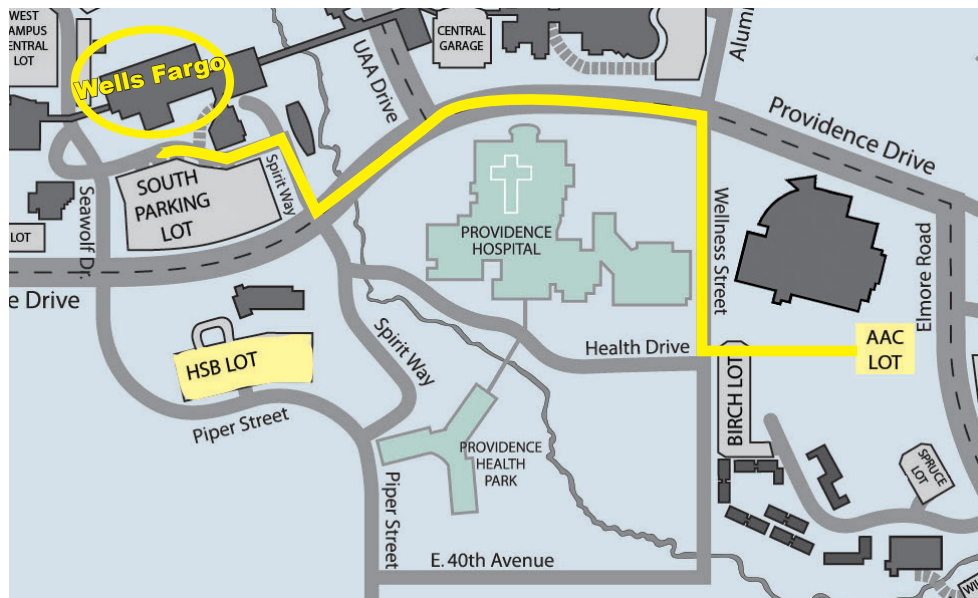 WEST
CAMPUS
CENTRAL
LOT
Wells Fargo
UAA Drive
CENTRAL
GARAGE
Alum
Providence Drive
SOUTH
PARKING
LOT
Spirit Way
Seawolf Dr.
LOT
e Drive
PROVIDENCE
HOSPITAL
Wellness Street
Elmore Road
AAC
LOT
Health Drive
HSB LOT
Spirit Way
BIRCH LOT
Piper Street
PROVIDENCE
HEALTH
PARK
SPRUCE
LOT
Piper Street
E. 40th Avenue